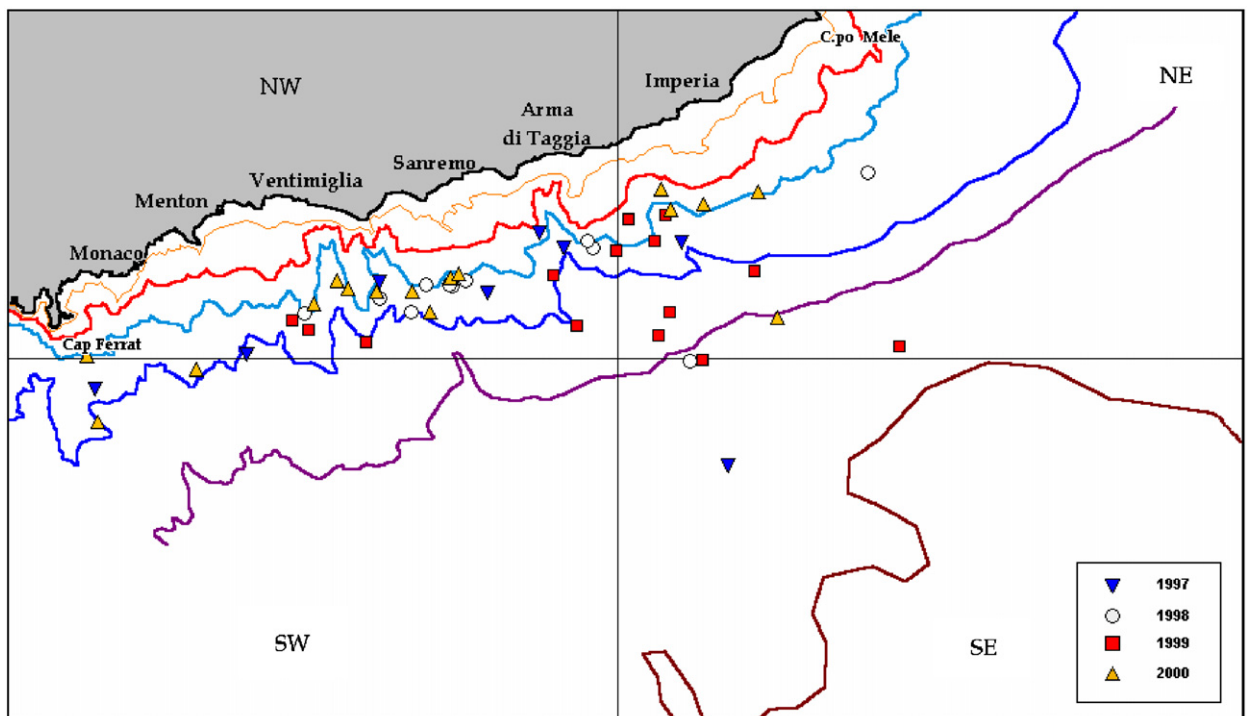 C.po Mele
NW
NE
Imperia
Arma
di Taggia
Sanremo
Ventimiglia
Menton
Monaco
Cap Ferrat
SW
SE
1997
1998
1999
2000